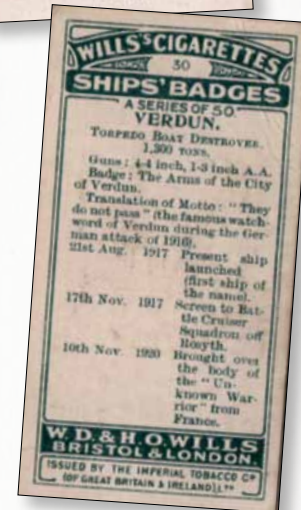 WILLS'S CIGARETTES
30
SHIPS' BADGES
A SERIES OF 50.
VERDUN.
TORPEDO BOAT DESTROYER.
1,300 TONS.
Guns: 4-4 inch, 1-3 inch A.A.
Badge: The Arms of the City
of Verdun.
Translation of Motto: "They
do not pass" (the famous watch-
word of Verdun during the Ger-
man attack of 1916).
21st Aug. 1917 Present ship
launched
(first ship of
the name).
17th Nov. 1917 Screen to Bat-
tle Cruiser
Squadron off
Rosyth.
10th Nov. 1920 Brought over
the body of
the "Un-
known War-
rior" from
France.
W.D. & H.O. WILLS
BRISTOL & LONDON.
ISSUED BY THE IMPERIAL TOBACCO CO
(OF GREAT BRITAIN & IRELAND) LTD